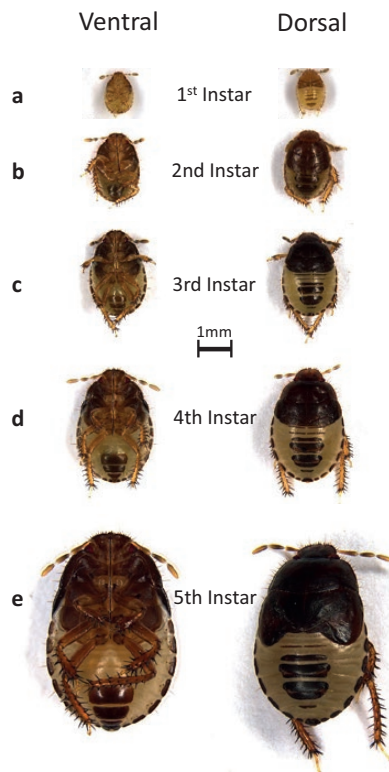 Ventral Dorsal
a 1st Instar
b 2nd Instar
c 3rd Instar
1mm
d 4th Instar
e 5th Instar